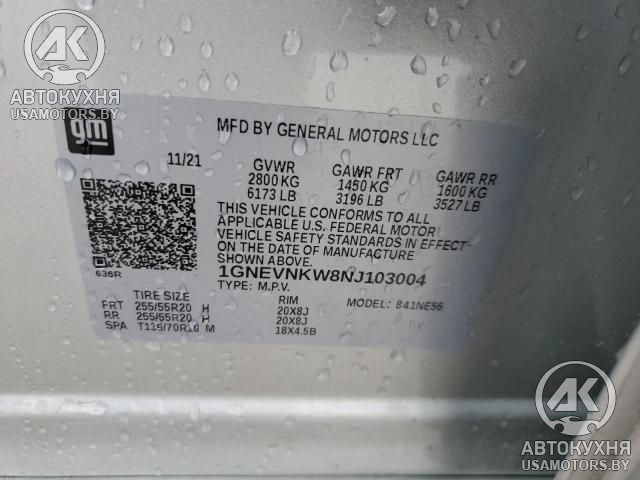 AK
АВТОКУХНЯ
USAMOTORS.BY
gm
MFD BY GENERAL MOTORS LLC
11/21 GVWR GAWR FRT GAWR RR
2800 KG 1450 KG 1600 KG
6173 LB 3196 LB 3527 LB
THIS VEHICLE CONFORMS TO ALL
APPLICABLE U.S. FEDERAL MOTOR
VEHICLE SAFETY STANDARDS IN EFFECT
ON THE DATE OF MANUFACTURE
SHOWN ABOVE.
636R
1GNEVNKW8NJ103004
TYPE: M.P.V. MODEL: 841NE56
TIRE SIZE RIM
FRT 255/55R20 H 20X8J
RR 255/55R20 H 20X8J
SPA T135/70R18 M 18X4.5B
AK
АВТОКУХНЯ
USAMOTORS.BY